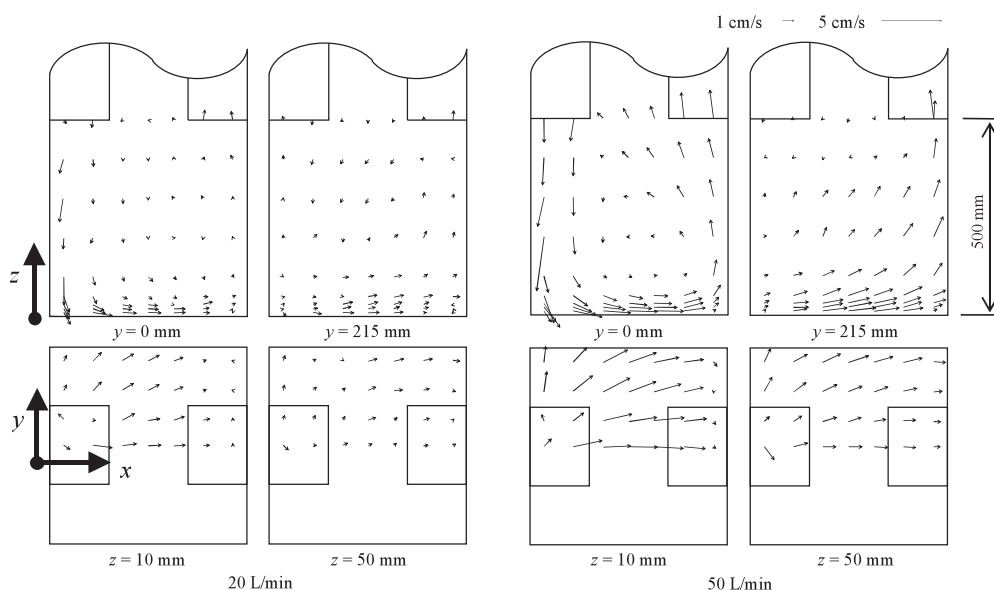 1 cm/s 5 cm/s
500 mm
z
y = 0 mm y = 215 mm y = 0 mm y = 215 mm
y
x
z = 10 mm z = 50 mm z = 10 mm z = 50 mm
20 L/min 50 L/min